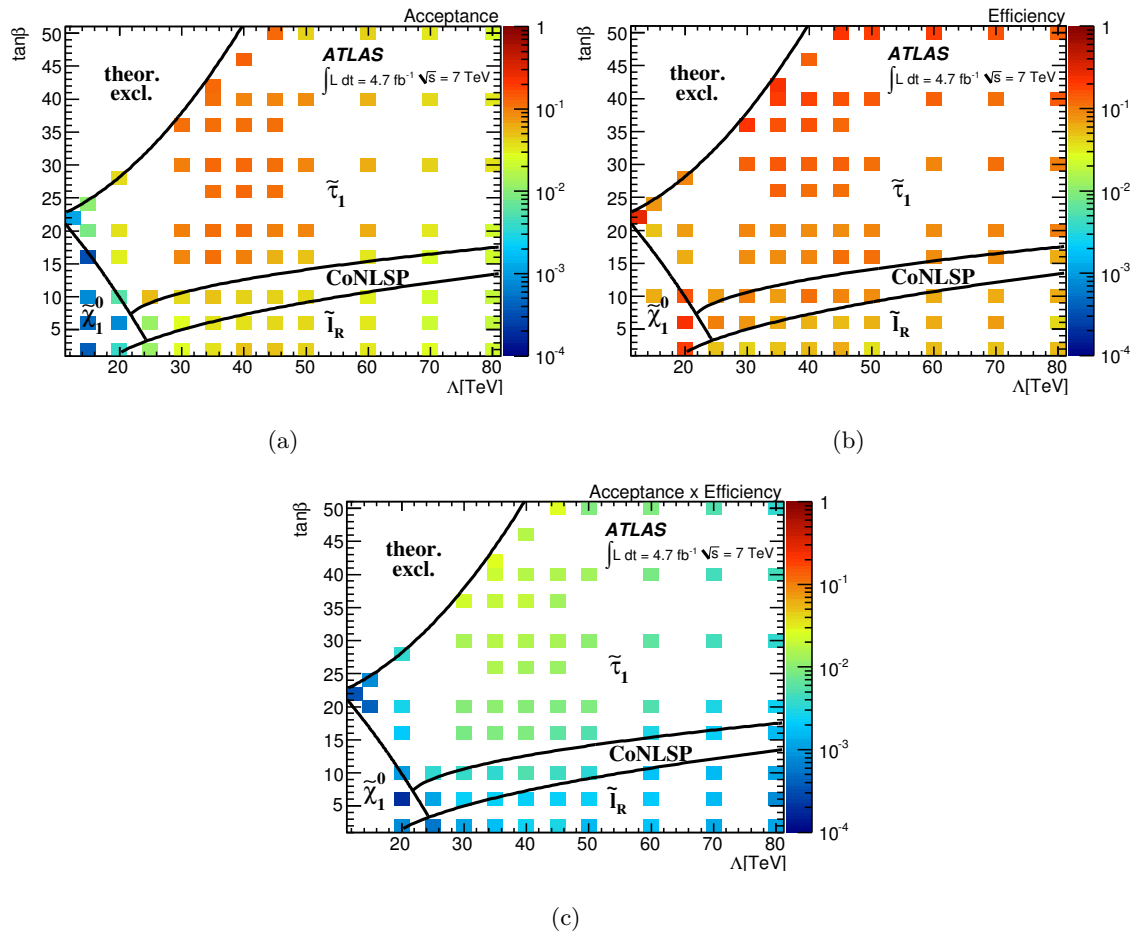 Acceptance
tanβ
50
45
40
35
30
25
20
15
10
5
theor.
excl.
ATLAS
∫L dt = 4.7 fb⁻¹ √s = 7 TeV
τ̃₁
CoNLSP
χ̃₁⁰
l̃_R
20 30 40 50 60 70 80
Λ[TeV]
1
10⁻¹
10⁻²
10⁻³
10⁻⁴
(a)
Efficiency
tanβ
50
45
40
35
30
25
20
15
10
5
theor.
excl.
ATLAS
∫L dt = 4.7 fb⁻¹ √s = 7 TeV
τ̃₁
CoNLSP
χ̃₁⁰
l̃_R
20 30 40 50 60 70 80
Λ[TeV]
1
10⁻¹
10⁻²
10⁻³
10⁻⁴
(b)
Acceptance x Efficiency
tanβ
50
45
40
35
30
25
20
15
10
5
theor.
excl.
ATLAS
∫L dt = 4.7 fb⁻¹ √s = 7 TeV
τ̃₁
CoNLSP
χ̃₁⁰
l̃_R
20 30 40 50 60 70 80
Λ[TeV]
1
10⁻¹
10⁻²
10⁻³
10⁻⁴
(c)